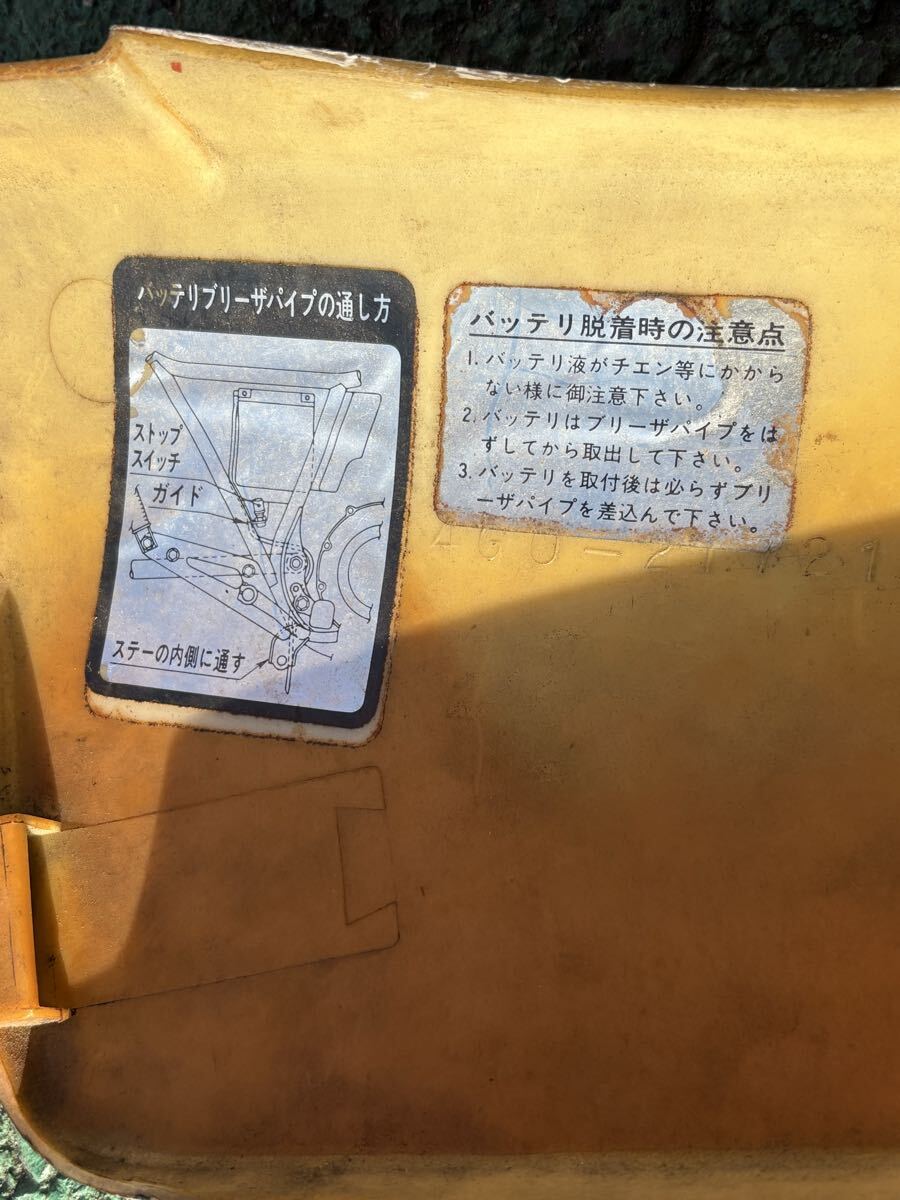 バッテリブリーザパイプの通し方
ストップ
スイッチ
ガイド
ステーの内側に通す
バッテリ脱着時の注意点
1. バッテリ液がチエン等にかから
ない様に御注意下さい。
2. バッテリはブリーザパイプをは
ずしてから取出して下さい。
3. バッテリを取付後は必らずブリ
ーザパイプを差込んで下さい。